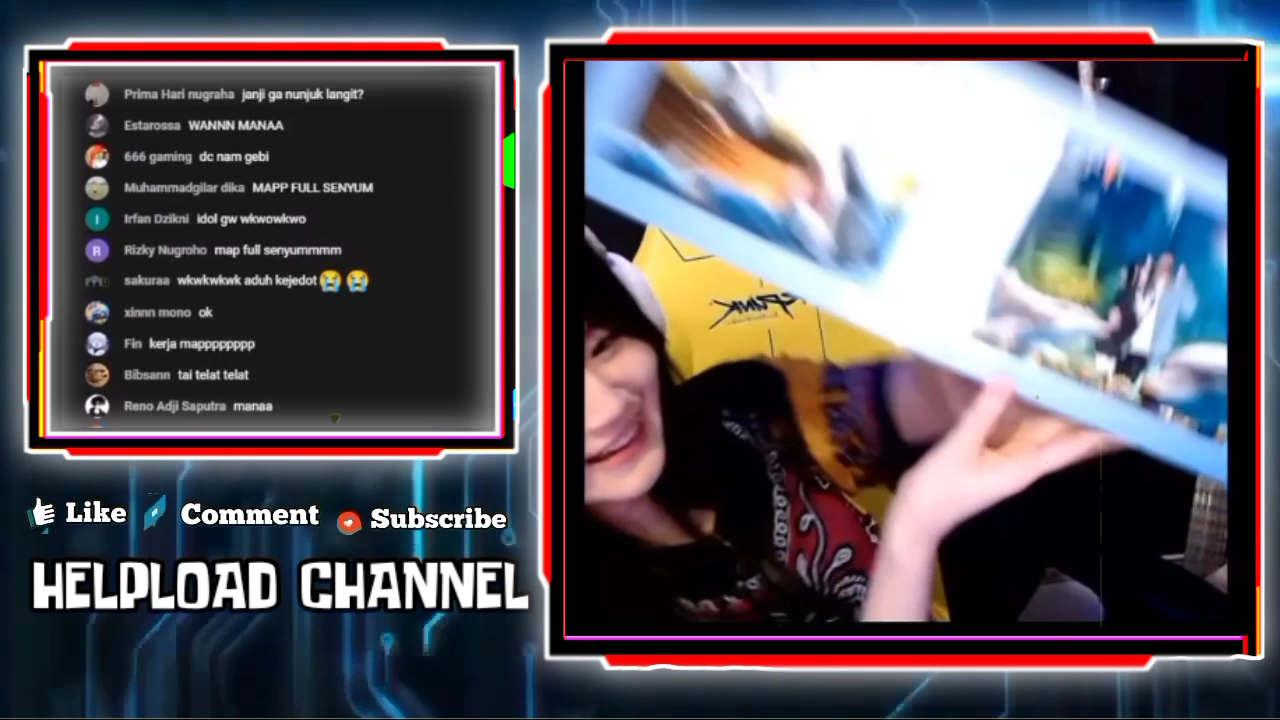 Prima Hari nugraha janji ga nunjuk langit?
Estarossa WANNN MANAA
666 gaming dc nam gebi
Muhammadgilar dika MAPP FULL SENYUM
I Irfan Dzikni idol gw wkwowkwo
R Rizky Nugroho map full senyummmm
sakuraa wkwkwkwk aduh kejedot😭😭
xinnn mono ok
Fin kerja mapppppppp
Bibsann tai telat telat
Reno Adji Saputra manaa
Like Comment Subscribe
HELPLOAD CHANNEL